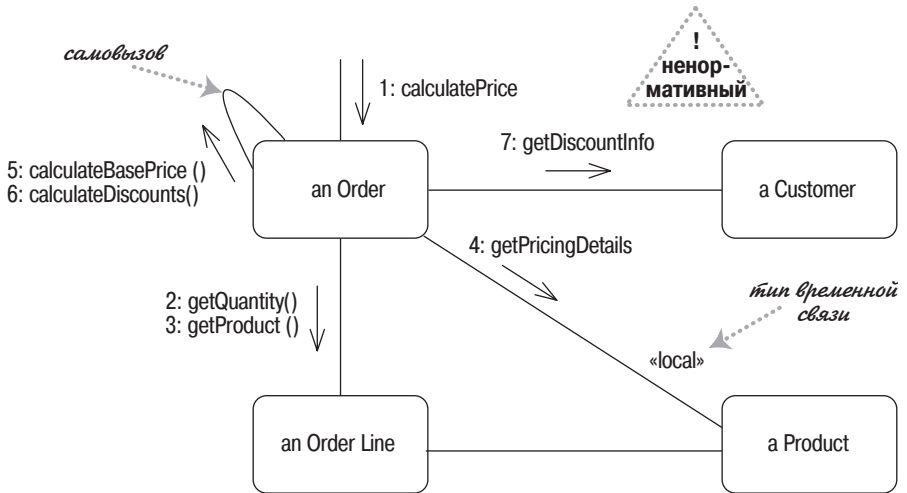 самовызов
!
ненор-
мативный
1: calculatePrice
7: getDiscountInfo
5: calculateBasePrice ()
6: calculateDiscounts()
an Order
a Customer
4: getPricingDetails
2: getQuantity()
3: getProduct ()
тип временной
связи
«local»
an Order Line
a Product